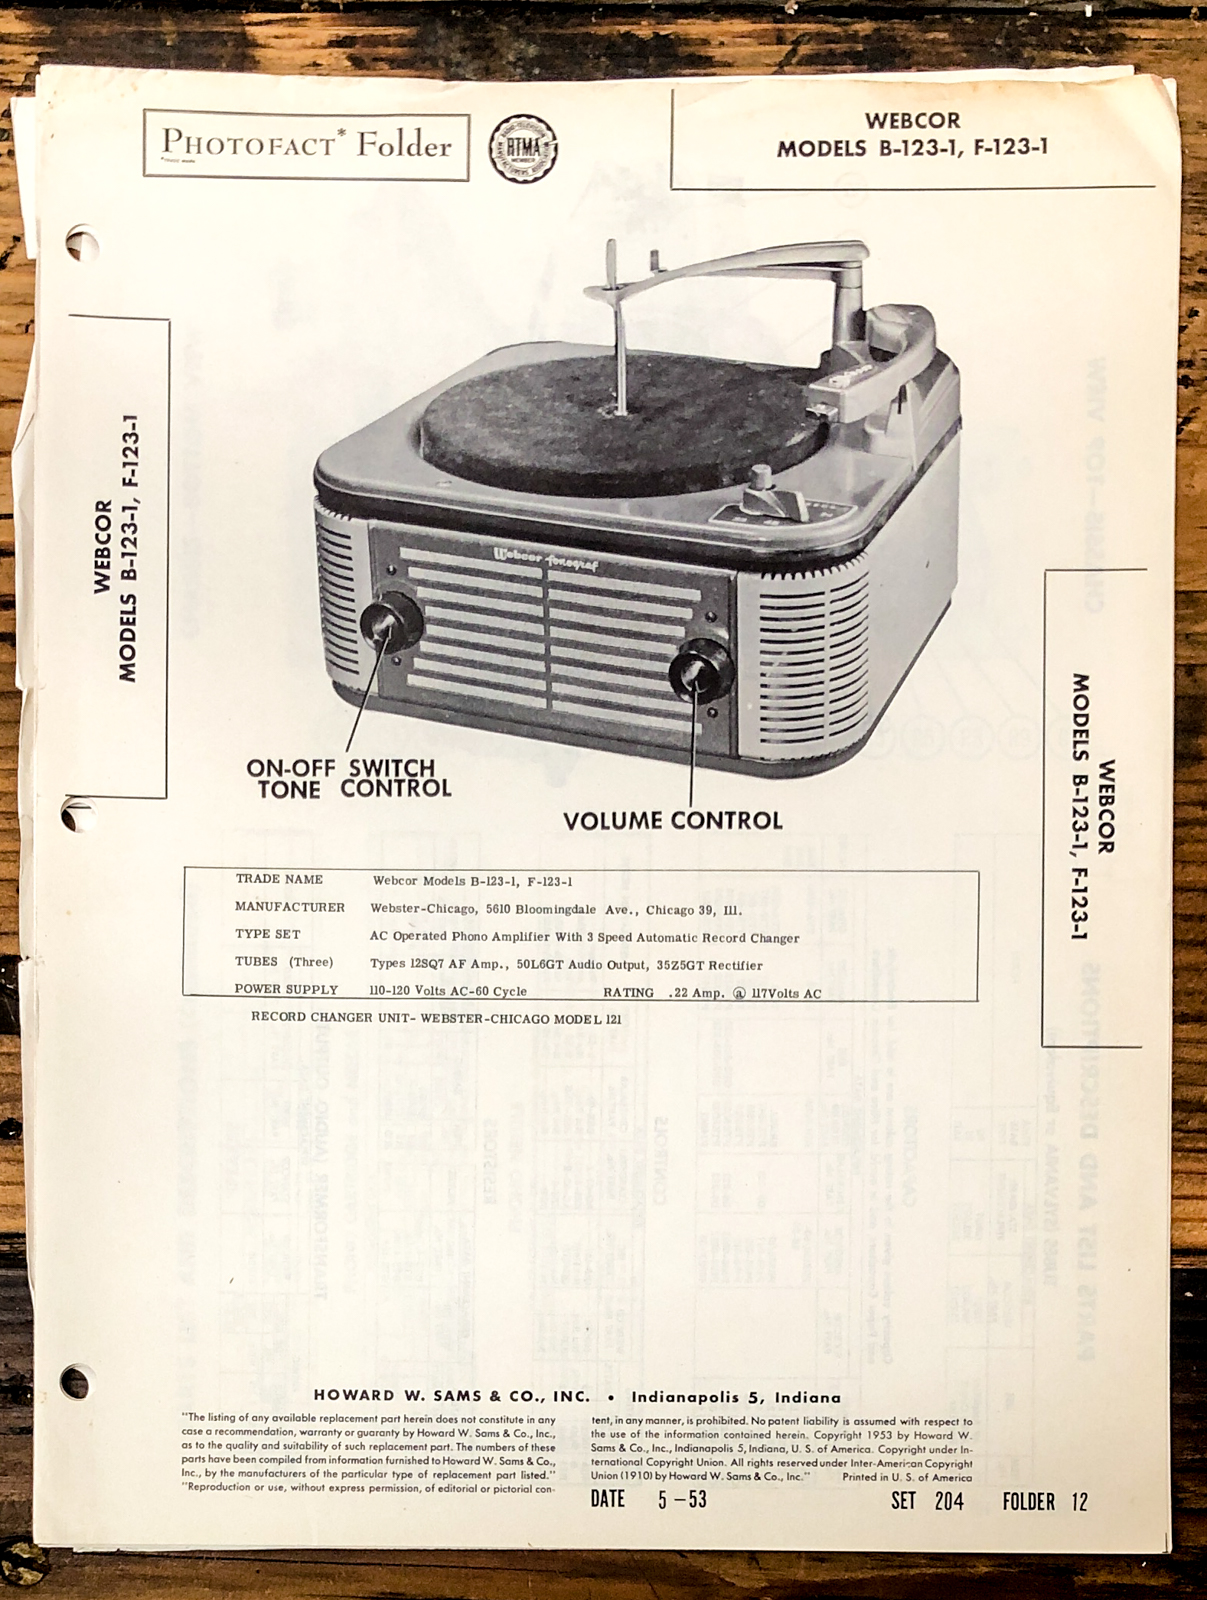 PHOTOFACT* Folder
*TRADE MARK
RTMA
MEMBER
WEBCOR
MODELS B-123-1, F-123-1
WEBCOR
MODELS B-123-1, F-123-1
Webcor fonograf
ON-OFF SWITCH
TONE CONTROL
VOLUME CONTROL
WEBCOR
MODELS B-123-1, F-123-1
TRADE NAME Webcor Models B-123-1, F-123-1
MANUFACTURER Webster-Chicago, 5610 Bloomingdale Ave., Chicago 39, Ill.
TYPE SET AC Operated Phono Amplifier With 3 Speed Automatic Record Changer
TUBES (Three) Types 12SQ7 AF Amp., 50L6GT Audio Output, 35Z5GT Rectifier
POWER SUPPLY 110-120 Volts AC-60 Cycle RATING .22 Amp. @ 117Volts AC
RECORD CHANGER UNIT- WEBSTER-CHICAGO MODEL 121
HOWARD W. SAMS & CO., INC. • Indianapolis 5, Indiana
"The listing of any available replacement part herein does not constitute in any
case a recommendation, warranty or guaranty by Howard W. Sams & Co., Inc.,
as to the quality and suitability of such replacement part. The numbers of these
parts have been compiled from information furnished to Howard W. Sams & Co.,
Inc., by the manufacturers of the particular type of replacement part listed."
"Reproduction or use, without express permission, of editorial or pictorial con-
tent, in any manner, is prohibited. No patent liability is assumed with respect to
the use of the information contained herein. Copyright 1953 by Howard W.
Sams & Co., Inc., Indianapolis 5, Indiana, U. S. of America. Copyright under In-
ternational Copyright Union. All rights reserved under Inter-American Copyright
Union (1910) by Howard W. Sams & Co., Inc." Printed in U. S. of America
DATE 5-53 SET 204 FOLDER 12